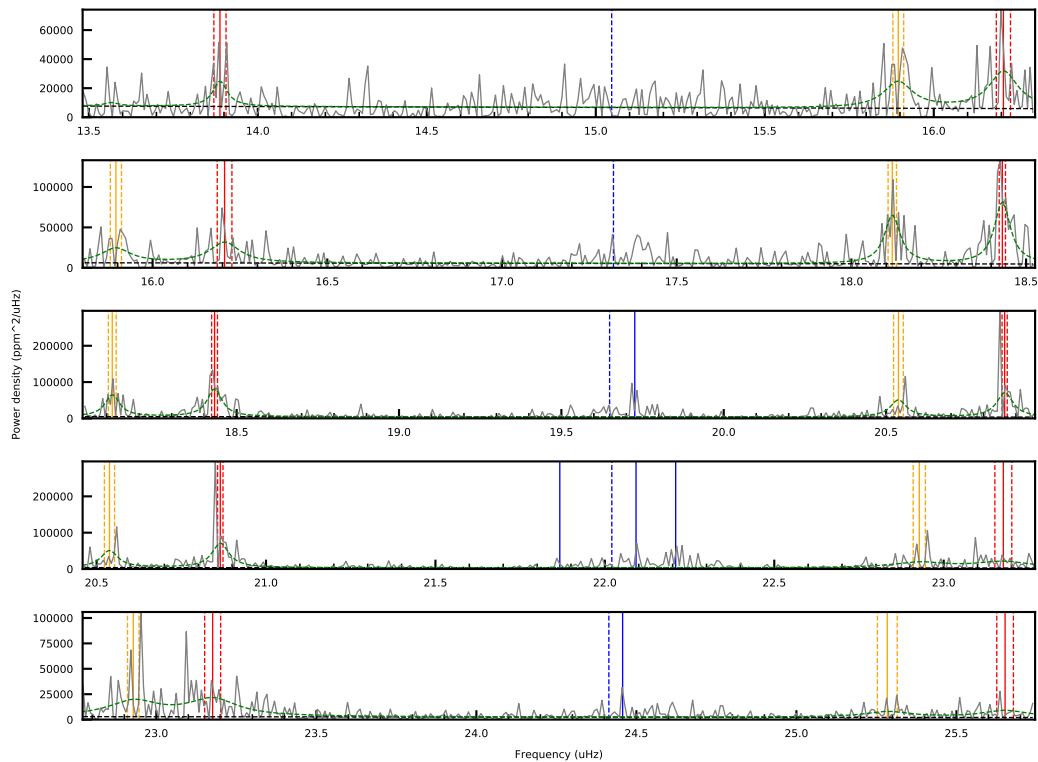 60000
40000
20000
0
13.5 14.0 14.5 15.0 15.5 16.0
100000
50000
0
16.0 16.5 17.0 17.5 18.0 18.5
200000
100000
0
18.5 19.0 19.5 20.0 20.5
200000
100000
0
20.5 21.0 21.5 22.0 22.5 23.0
100000
75000
50000
25000
0
23.0 23.5 24.0 24.5 25.0 25.5
Power density (ppm^2/uHz)
Frequency (uHz)